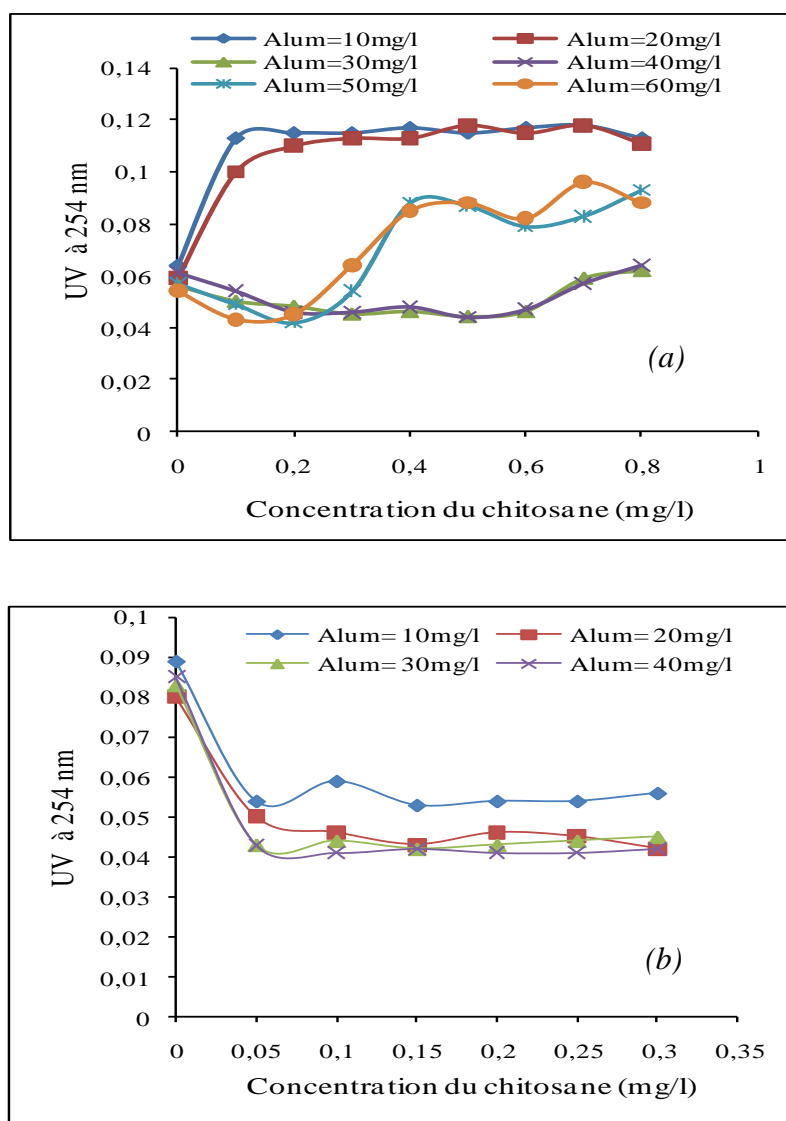 Alum=10mg/l Alum=20mg/l
Alum=30mg/l Alum=40mg/l
Alum=50mg/l Alum=60mg/l
0,14
0,12
0,1
0,08
0,06
0,04
0,02
0
UV à 254 nm
(a)
0 0,2 0,4 0,6 0,8 1
Concentration du chitosane (mg/l)
Alum= 10mg/l Alum= 20mg/l
Alum= 30mg/l Alum= 40mg/l
0,1
0,09
0,08
0,07
0,06
0,05
0,04
0,03
0,02
0,01
0
UV à 254 nm
(b)
0 0,05 0,1 0,15 0,2 0,25 0,3 0,35
Concentration du chitosane (mg/l)